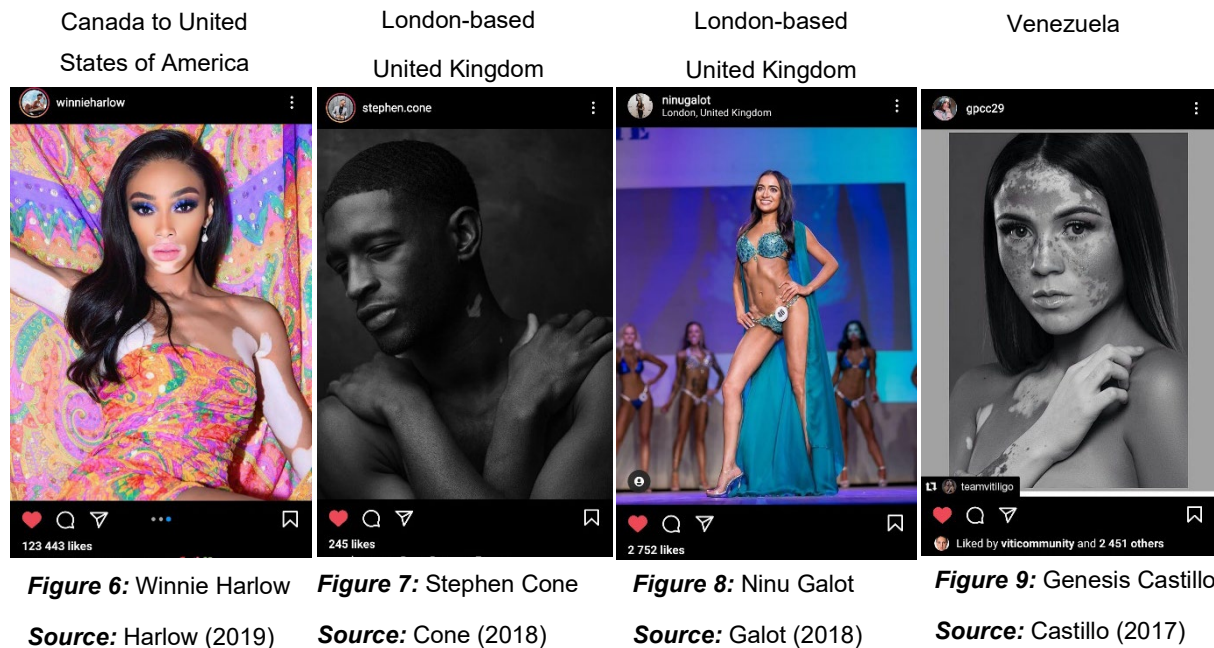 Canada to United
States of America
winnieharlow
123 443 likes
Figure 6: Winnie Harlow
Source: Harlow (2019)
London-based
United Kingdom
stephen.cone
245 likes
Figure 7: Stephen Cone
Source: Cone (2018)
London-based
United Kingdom
ninugalot
London, United Kingdom
2 752 likes
Figure 8: Ninu Galot
Source: Galot (2018)
Venezuela
gpcc29
teamvitiligo
Liked by viticommunity and 2 451 others
Figure 9: Genesis Castillo
Source: Castillo (2017)